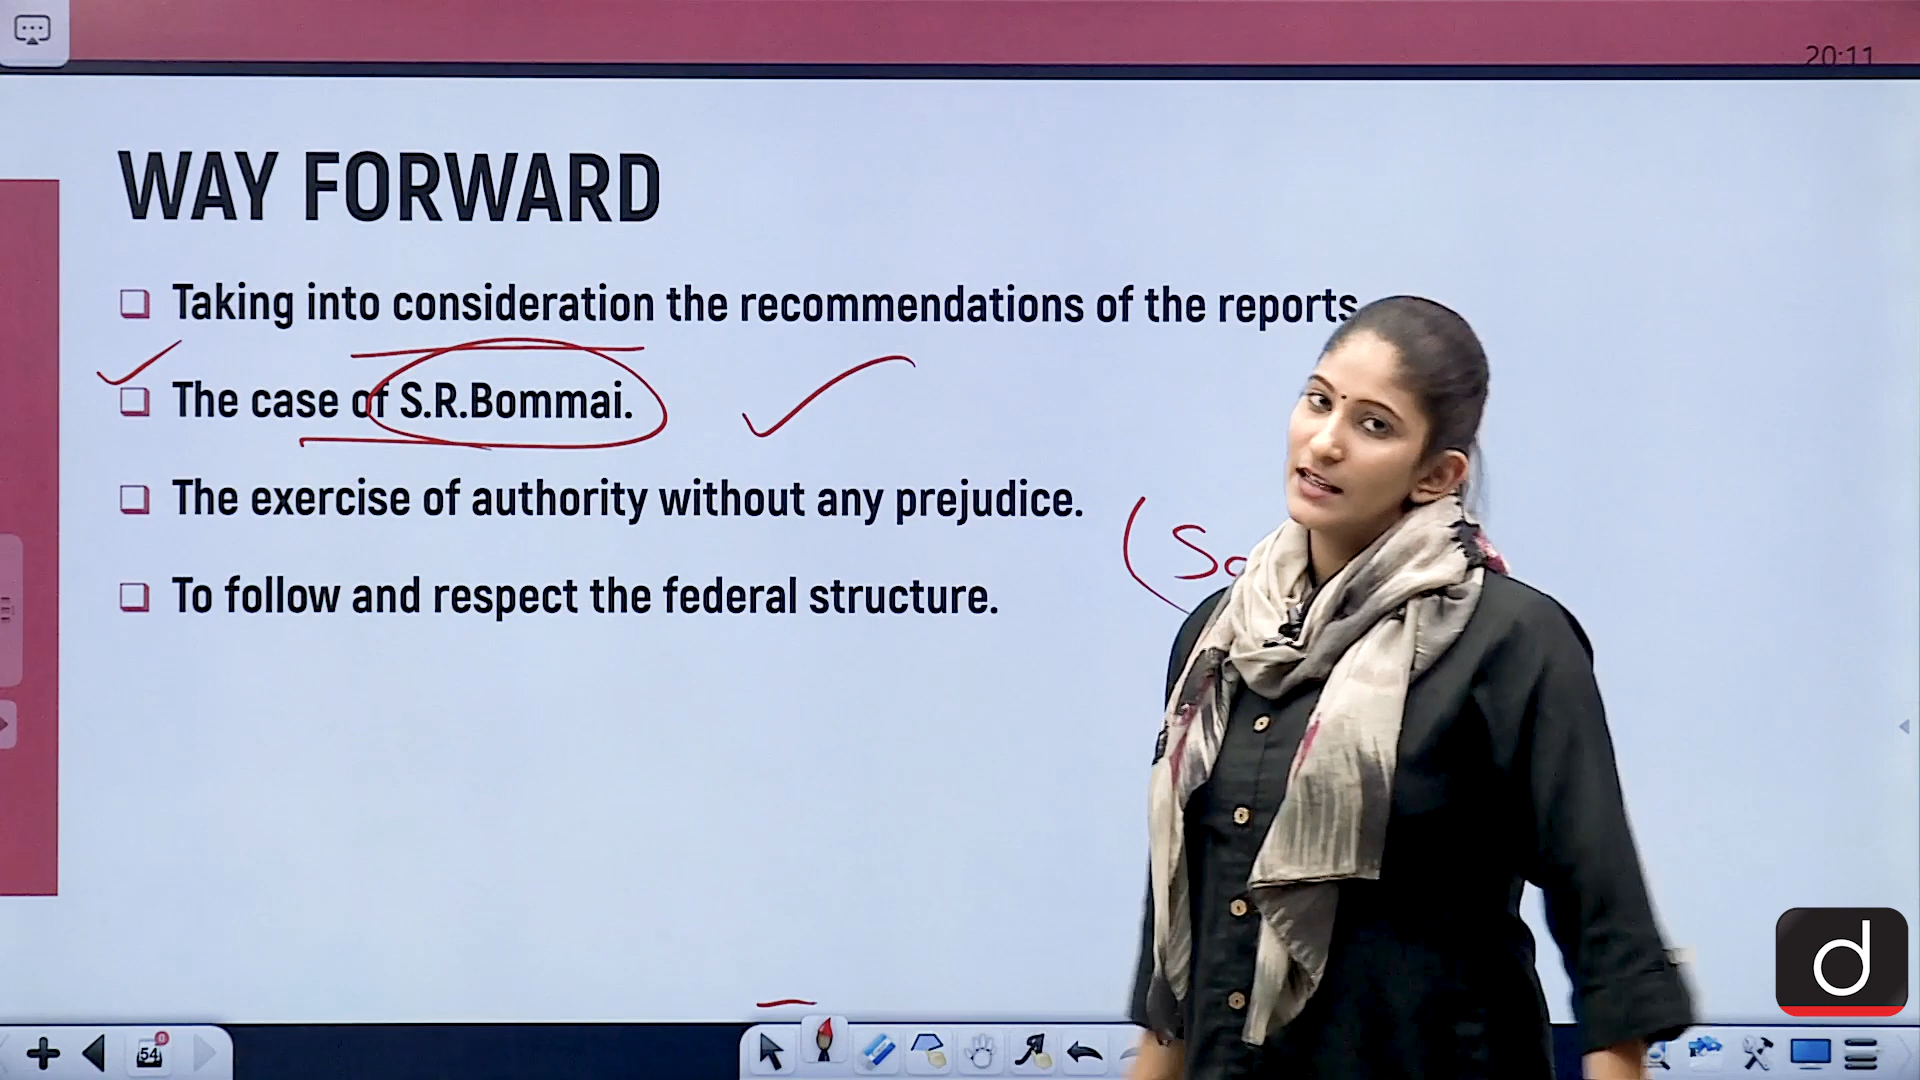 20:11
WAY FORWARD
Taking into consideration the recommendations of the reports
The case of S.R.Bommai.
The exercise of authority without any prejudice.
To follow and respect the federal structure.
54
d